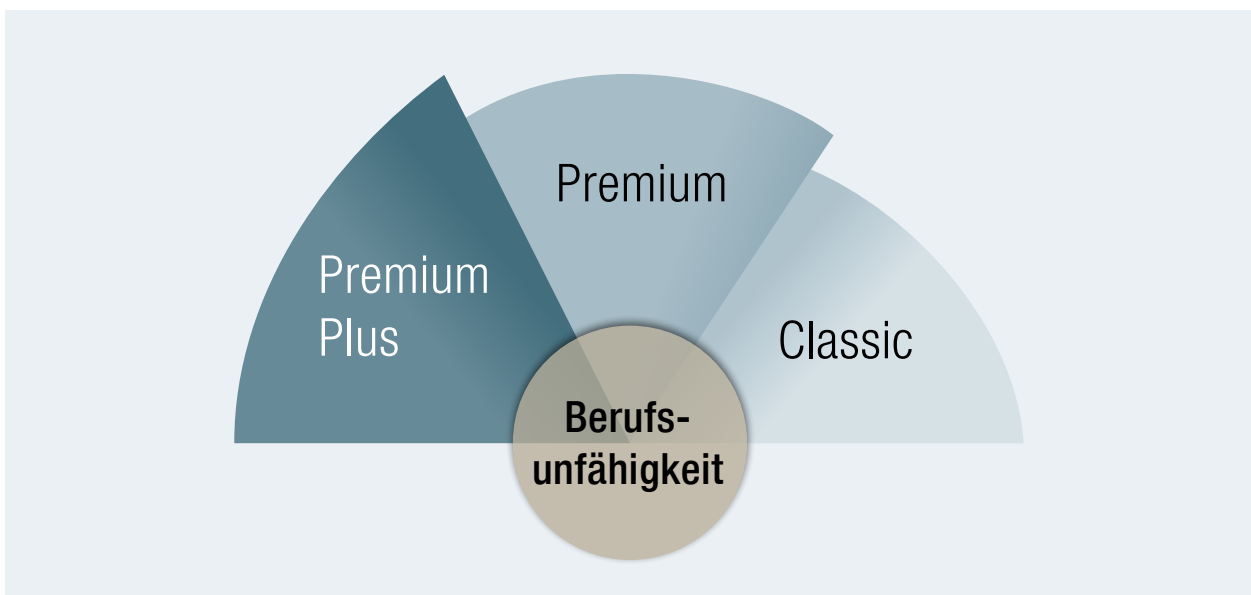 Premium
Premium
Plus
Classic
Berufs-
unfähigkeit